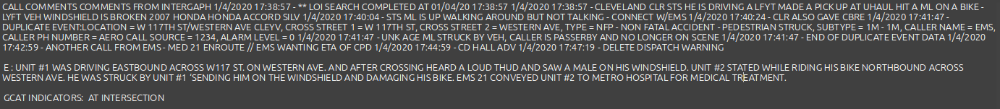 CALL COMMENTS COMMENTS FROM INTERGAPH 1/4/2020 17:38:57 - ** LOI SEARCH COMPLETED AT 01/04/20 17:38:57 1/4/2020 17:38:57 - CLEVELAND CLR STS HE IS DRIVING A LFYT MADE A PICK UP AT UHAUL HIT A ML ON A BIKE -
LYFT VEH WINDSHIELD IS BROKEN 2007 HONDA HONDA ACCORD SILV 1/4/2020 17:40:04 - STS ML IS UP WALKING AROUND BUT NOT TALKING - CONNECT W/EMS 1/4/2020 17:40:24 - CLR ALSO GAVE CBRE 1/4/2020 17:41:47 -
DUPLICATE EVENT:LOCATION = W 117TH ST/WESTERN AVE CLEYV, CROSS STREET 1 = W 117TH ST, CROSS STREET 2 = WESTERN AVE, TYPE = NFP - NON FATAL ACCIDENT - PEDESTRIAN STRUCK, SUBTYPE = 1M - 1M, CALLER NAME = EMS,
CALLER PH NUMBER = AERO CALL SOURCE = 1234, ALARM LEVEL = 0 1/4/2020 17:41:47 - UNK AGE ML STRUCK BY VEH, CALLER IS PASSERBY AND NO LONGER ON SCENE 1/4/2020 17:41:47 - END OF DUPLICATE EVENT DATA 1/4/2020
17:42:59 - ANOTHER CALL FROM EMS - MED 21 ENROUTE // EMS WANTING ETA OF CPD 1/4/2020 17:44:59 - CD HALL ADV 1/4/2020 17:47:19 - DELETE DISPATCH WARNING
E : UNIT #1 WAS DRIVING EASTBOUND ACROSS W117 ST. ON WESTERN AVE. AND AFTER CROSSING HEARD A LOUD THUD AND SAW A MALE ON HIS WINDSHIELD. UNIT #2 STATED WHILE RIDING HIS BIKE NORTHBOUND ACROSS
WESTERN AVE. HE WAS STRUCK BY UNIT #1 ‘SENDING HIM ON THE WINDSHIELD AND DAMAGING HIS BIKE. EMS 21 CONVEYED UNIT #2 TO METRO HOSPITAL FOR MEDICAL TREATMENT.
GCAT INDICATORS: AT INTERSECTION